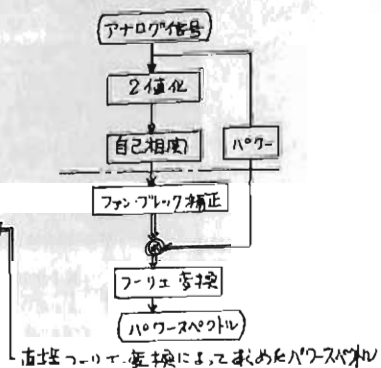 アナログ信号
2値化
自己相関
パワー
ファン・ブレック補正
フーリエ変換
パワースペクトル
直接フーリエ変換によって求めたパワースペクトル